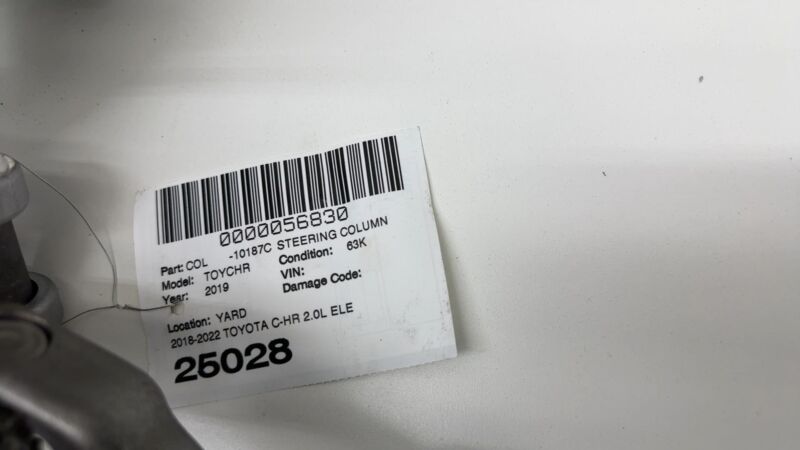 0000056830
Part: COL -10187C STEERING COLUMN
Model: TOYCHR Condition: 63K
Year: 2019 VIN:
Damage Code:
Location: YARD
2018-2022 TOYOTA C-HR 2.0L ELE
25028